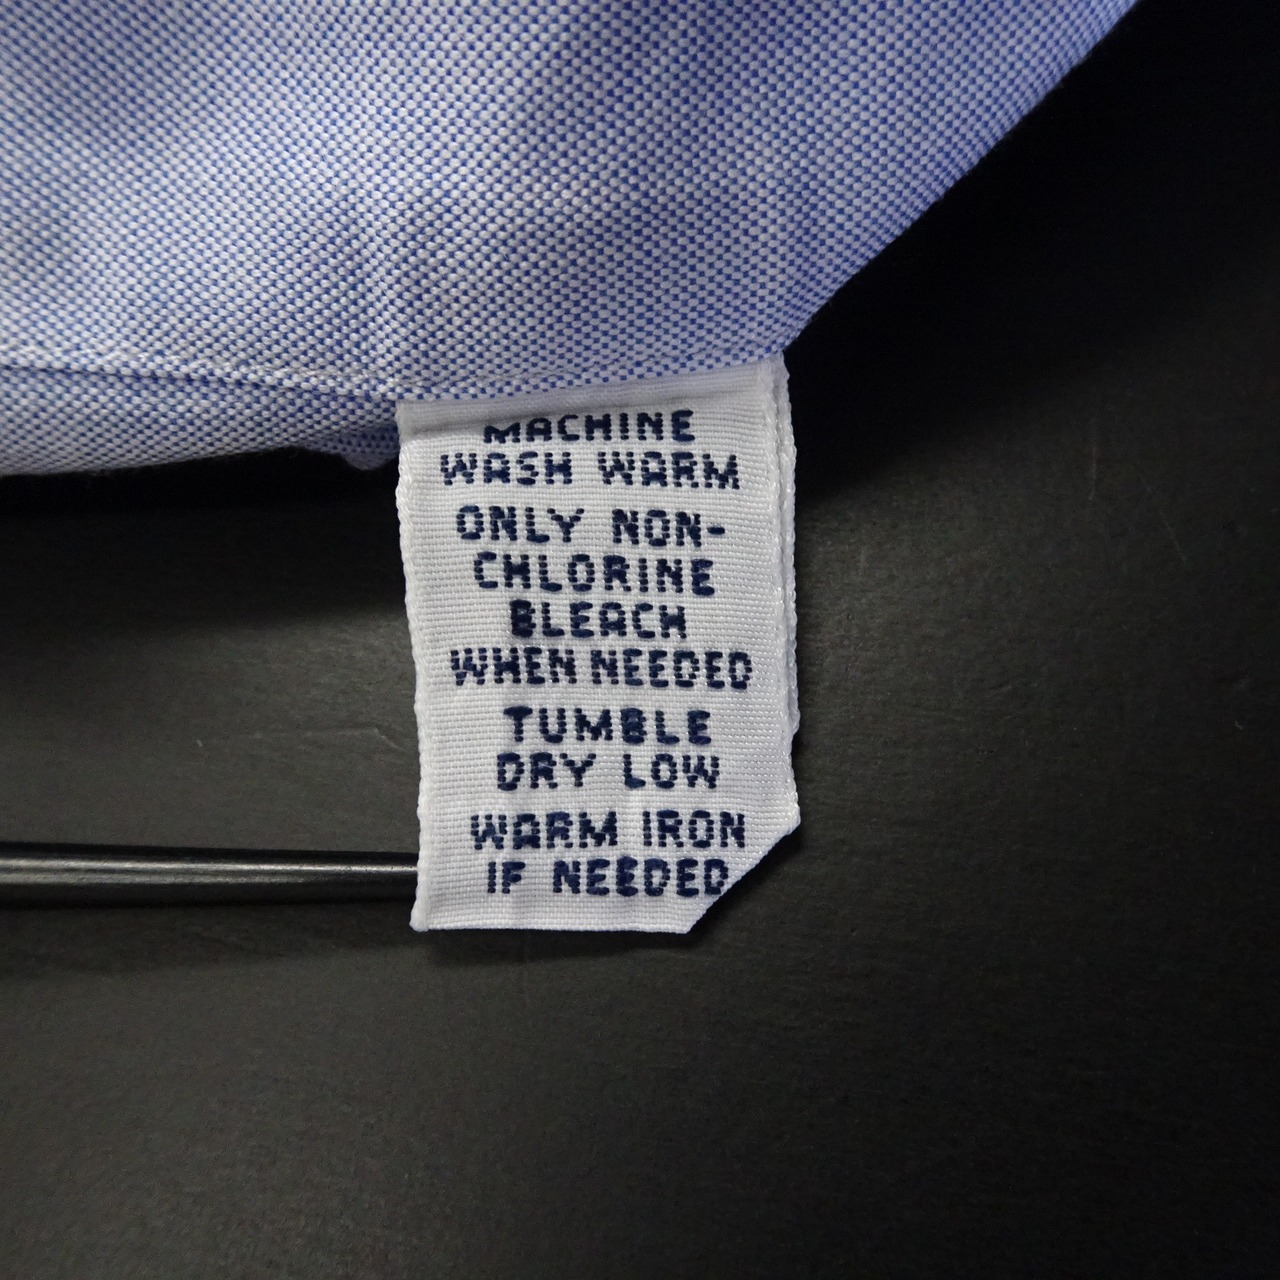 MACHINE
WASH WARM
ONLY NON-
CHLORINE
BLEACH
WHEN NEEDED
TUMBLE
DRY LOW
WARM IRON
IF NEEDED